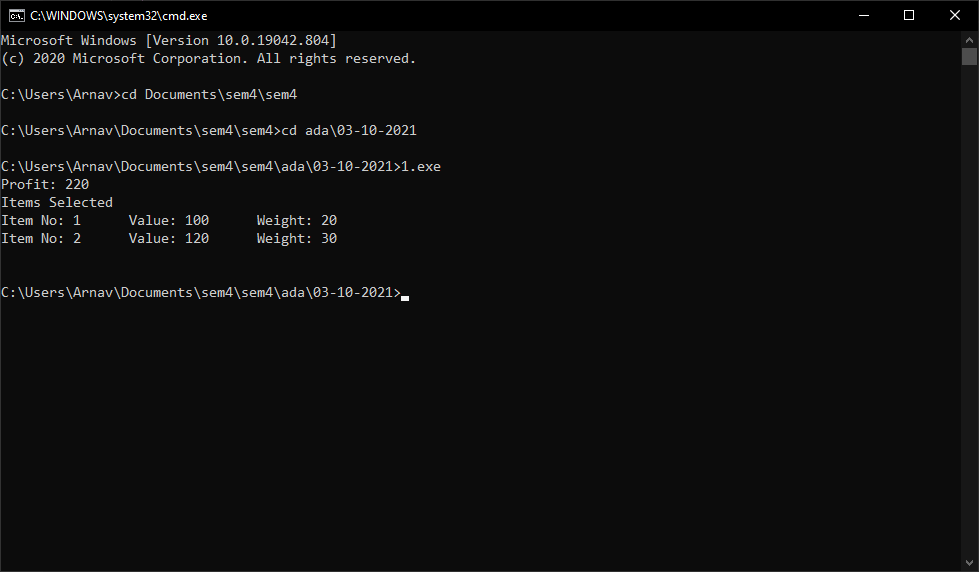 C:\WINDOWS\system32\cmd.exe
Microsoft Windows [Version 10.0.19042.804]
(c) 2020 Microsoft Corporation. All rights reserved.
C:\Users\Arnav>cd Documents\sem4\sem4
C:\Users\Arnav\Documents\sem4\sem4>cd ada\03-10-2021
C:\Users\Arnav\Documents\sem4\sem4\ada\03-10-2021>1.exe
Profit: 220
Items Selected
Item No: 1      Value: 100      Weight: 20
Item No: 2      Value: 120      Weight: 30
C:\Users\Arnav\Documents\sem4\sem4\ada\03-10-2021>